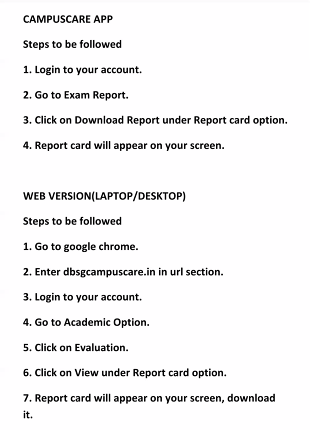 CAMPUSCARE APP
Steps to be followed
1. Login to your account.
2. Go to Exam Report.
3. Click on Download Report under Report card option.
4. Report card will appear on your screen.
WEB VERSION(LAPTOP/DESKTOP)
Steps to be followed
1. Go to google chrome.
2. Enter dbsgcampuscare.in in url section.
3. Login to your account.
4. Go to Academic Option.
5. Click on Evaluation.
6. Click on View under Report card option.
7. Report card will appear on your screen, download
it.